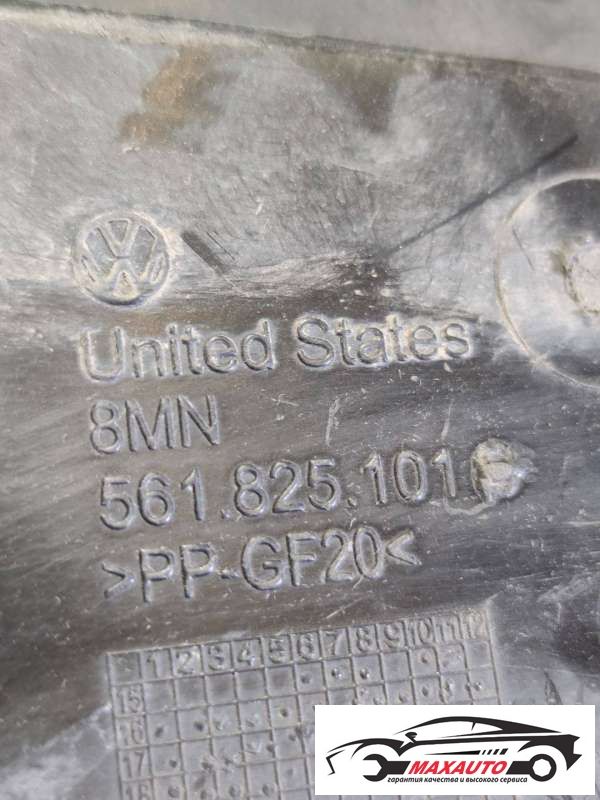 United States
8MN
561.825.101
>PP-GF20<
1 2 3 4 5 6 7 8 9 10 11 12
15
16
17
MAXAUTO
гарантия качества и высокого сервиса